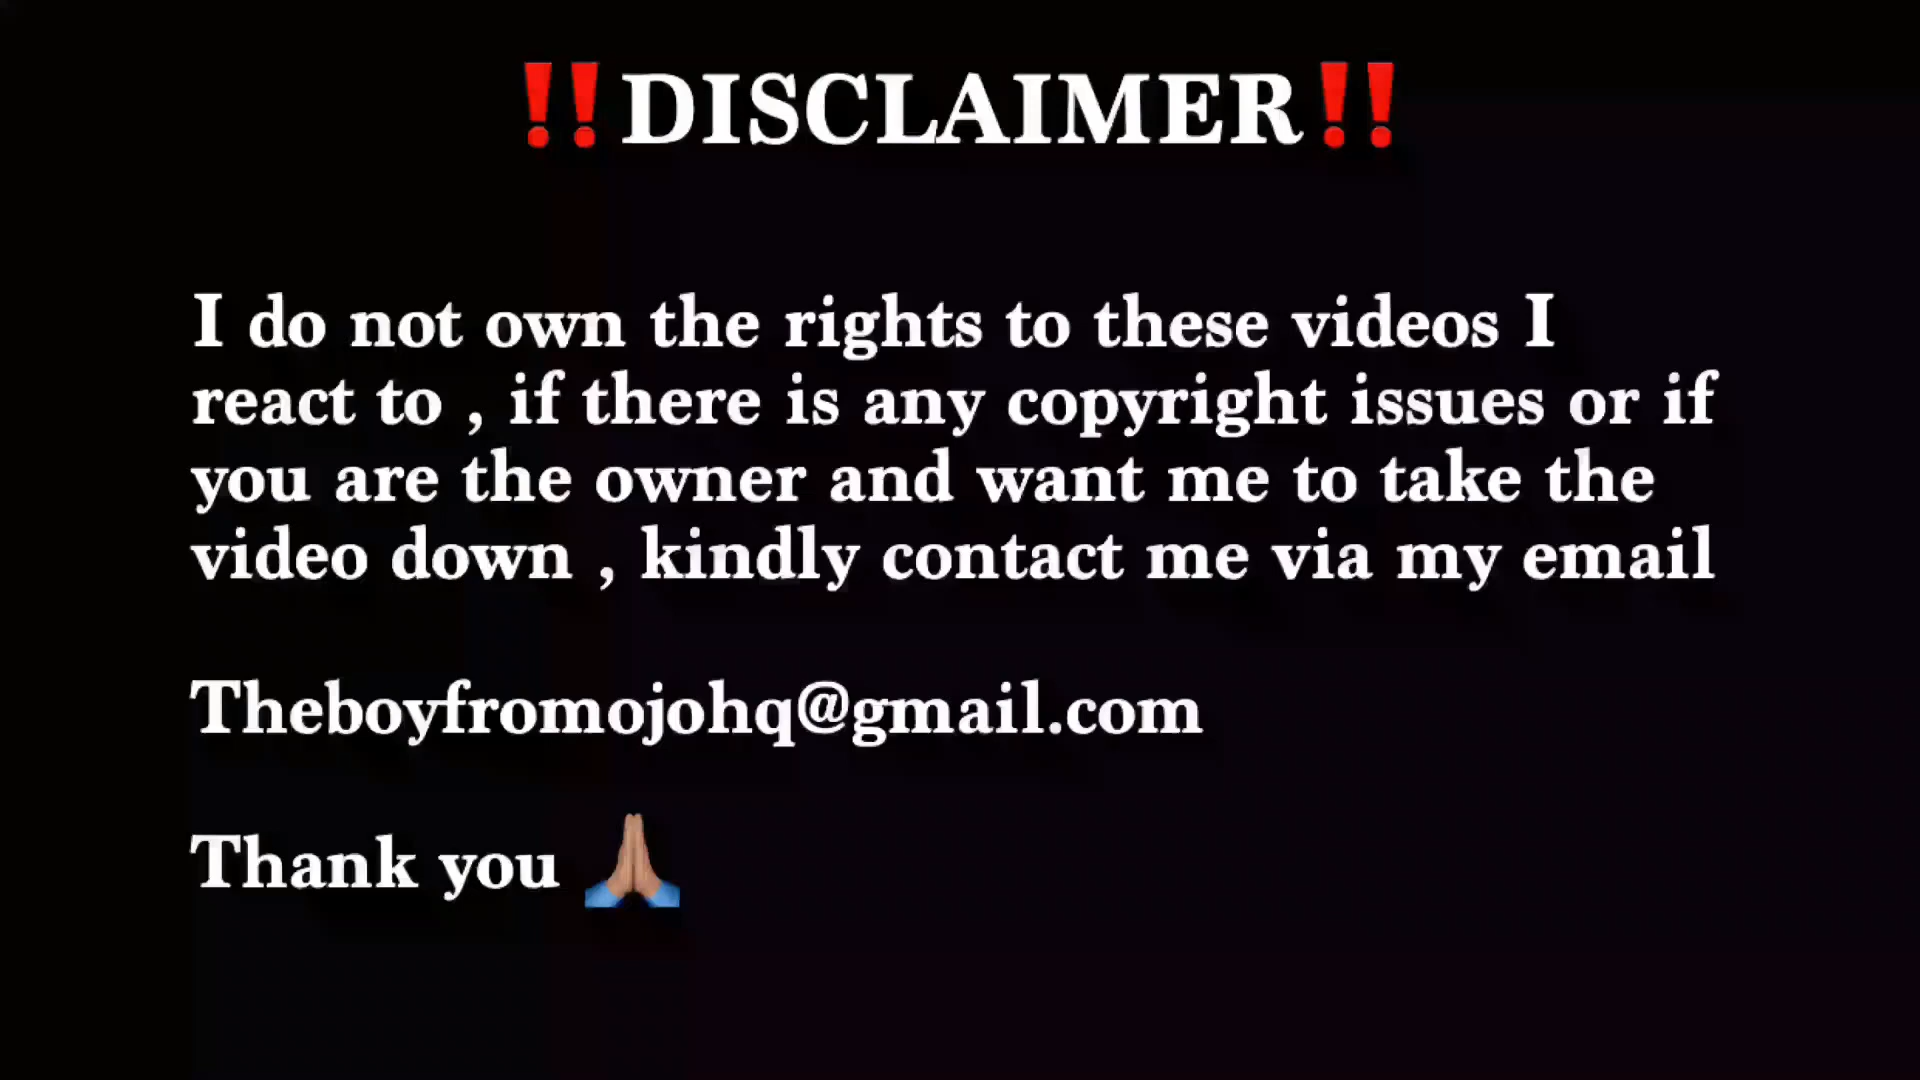 ‼️DISCLAIMER‼️
I do not own the rights to these videos I
react to , if there is any copyright issues or if
you are the owner and want me to take the
video down , kindly contact me via my email
Theboyfromojohq@gmail.com
Thank you 🙏🏽